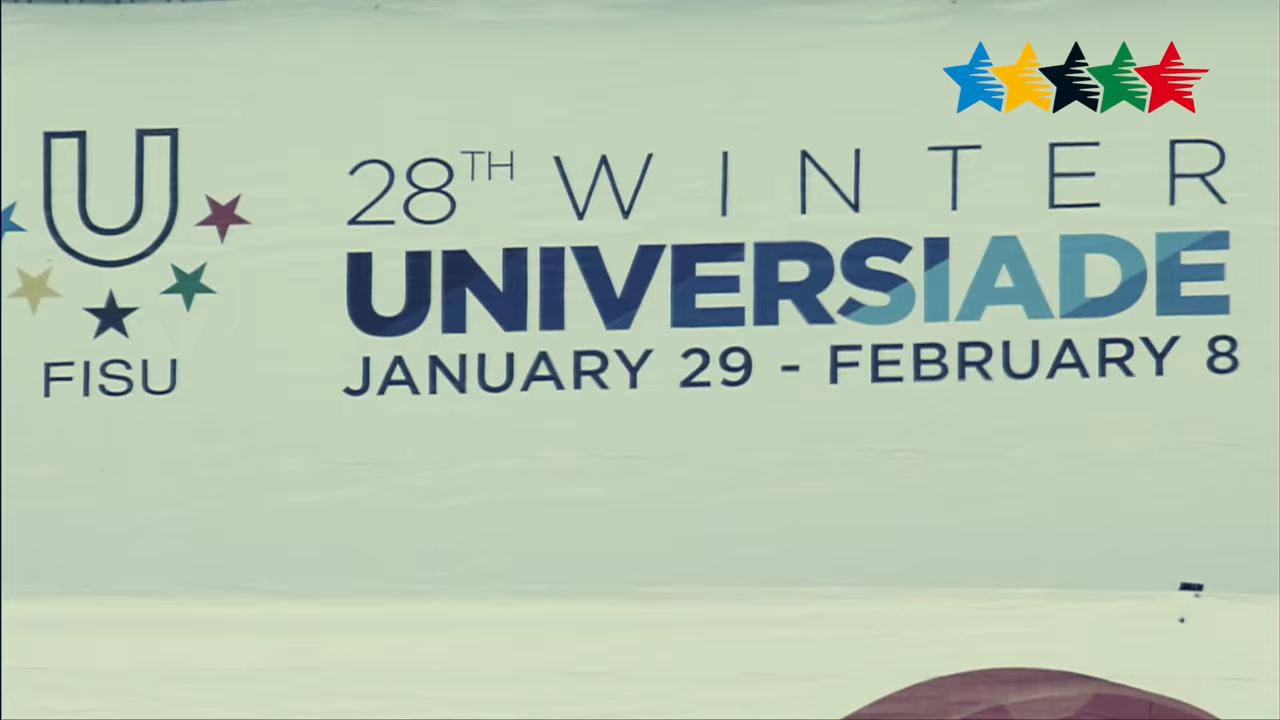 U
FISU
28TH WINTER
UNIVERSIADE
JANUARY 29 - FEBRUARY 8